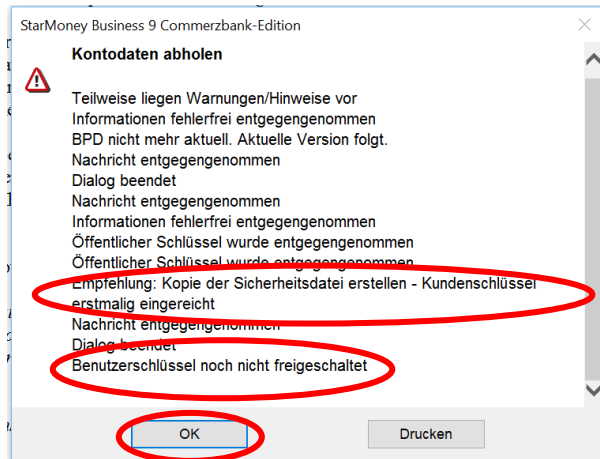 StarMoney Business 9 Commerzbank-Edition
Kontodaten abholen
Teilweise liegen Warnungen/Hinweise vor
Informationen fehlerfrei entgegengenommen
BPD nicht mehr aktuell. Aktuelle Version folgt.
Nachricht entgegengenommen
Dialog beendet
Nachricht entgegengenommen
Informationen fehlerfrei entgegengenommen
Öffentlicher Schlüssel wurde entgegengenommen
Öffentlicher Schlüssel wurde entgegengenommen
Empfehlung: Kopie der Sicherheitsdatei erstellen - Kundenschlüssel
erstmalig eingereicht
Nachricht entgegengenommen
Dialog beendet
Benutzerschlüssel noch nicht freigeschaltet
OK
Drucken